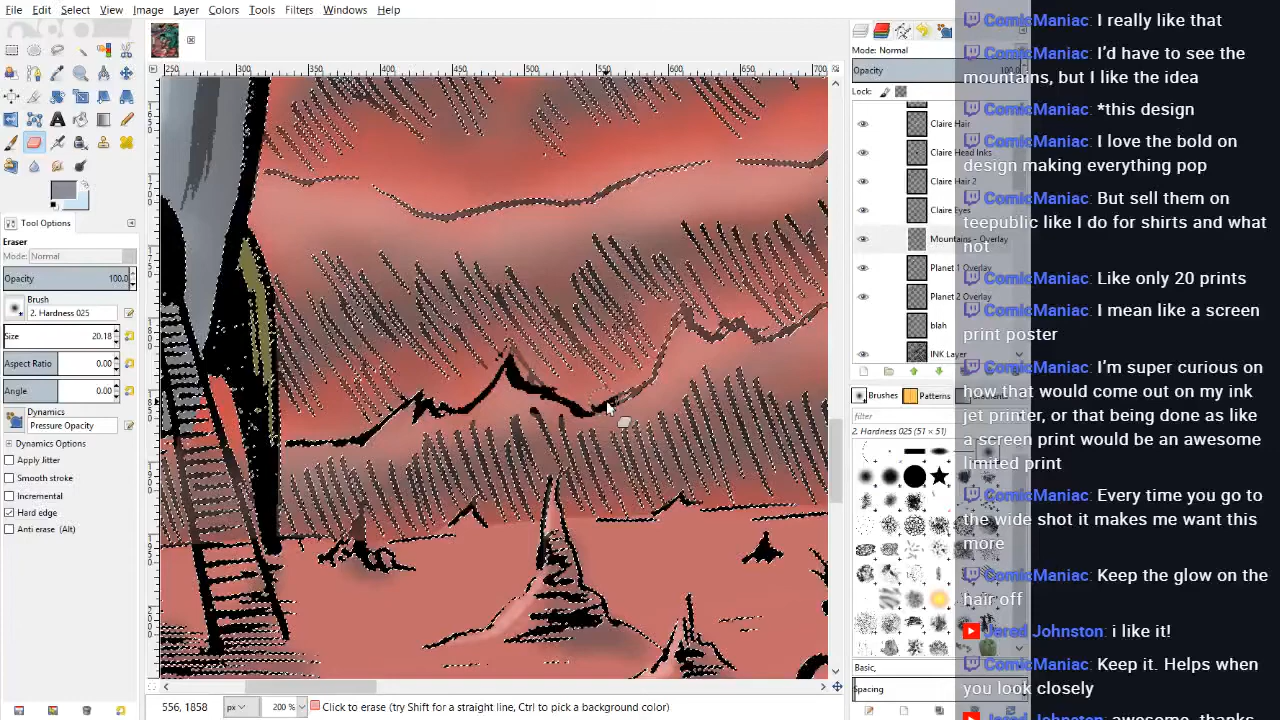 File Edit Select View Image Layer Colors Tools Filters Windows Help
Tool Options
Eraser
Mode: Normal
Opacity 100.0
Brush
2. Hardness 025
Size 20.18
Aspect Ratio 0.00
Angle 0.00
Dynamics
Pressure Opacity
Dynamics Options
Apply Jitter
Smooth stroke
Incremental
Hard edge
Anti erase (Alt)
250 300 400 450 500 600 700
556, 1858 px 200 % Click to erase (try Shift for a straight line, Ctrl to pick a background color)
Mode: Normal
Opacity 100.0
Lock:
Claire Hair
Claire Head Inks
Claire Hair 2
Claire Eyes
Mountains - Overlay
Planet 1 Overlay
Planet 2 Overlay
blah
INK Layer
Brushes Patterns
filter
2. Hardness 025 (51 × 51)
Basic,
Spacing
ComicManiac: I really like that
ComicManiac: I'd have to see the
mountains, but I like the idea
ComicManiac: *this design
ComicManiac: I love the bold on
design making everything pop
ComicManiac: But sell them on
teepublic like I do for shirts and what
not
ComicManiac: Like only 20 prints
ComicManiac: I mean like a screen
print poster
ComicManiac: I'm super curious on
how that would come out on my ink
jet printer, or that being done as like
a screen print would be an awesome
limited print
ComicManiac: Every time you go to
the wide shot it makes me want this
more
ComicManiac: Keep the glow on the
hair off
Jared Johnston: i like it!
ComicManiac: Keep it. Helps when
you look closely
Jared Johnston: awesome, thanks